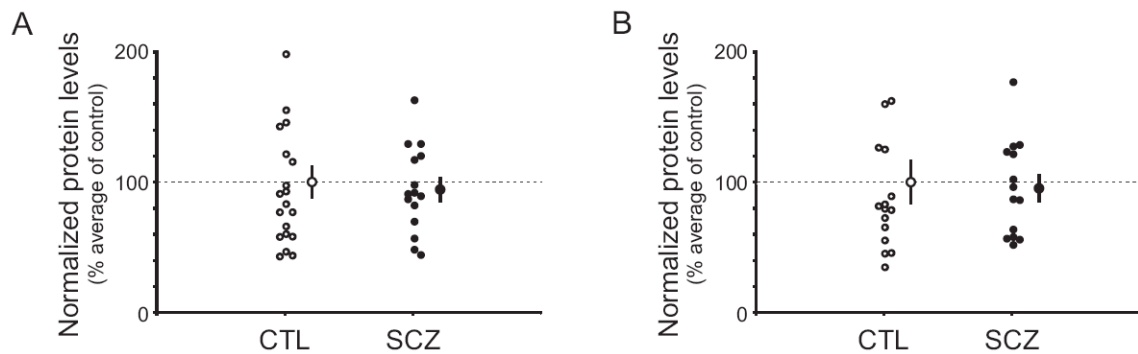 A
Normalized protein levels
(% average of control)
200
100
0
CTL
SCZ
B
Normalized protein levels
(% average of control)
200
100
0
CTL
SCZ